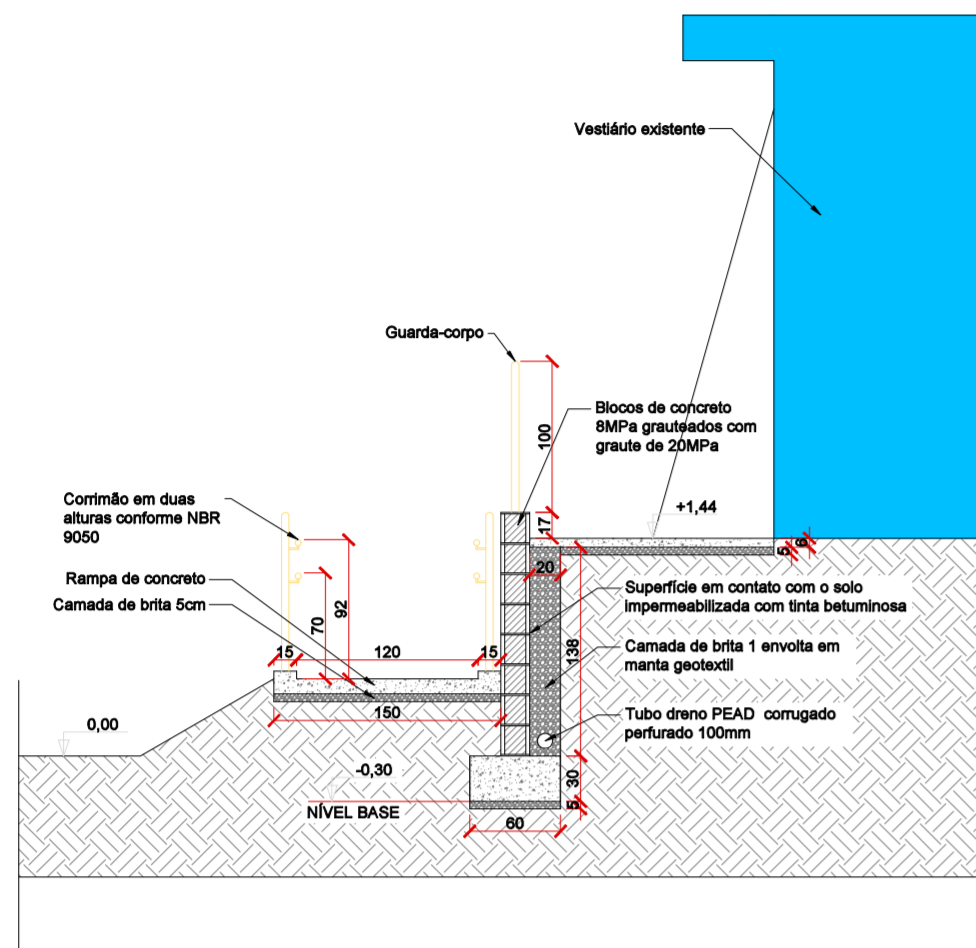 Vestiário existente
Guarda-corpo
100
Blocos de concreto
8MPa grauteados com
graute de 20MPa
Corrimão em duas
alturas conforme NBR
9050
17
+1,44
6
5
20
Rampa de concreto
Camada de brita 5cm
70
92
Superfície em contato com o solo
impermeabilizada com tinta betuminosa
138
15
120
15
Camada de brita 1 envolta em
manta geotextil
150
Tubo dreno PEAD corrugado
perfurado 100mm
0,00
-0,30
NÍVEL BASE
30
5
60